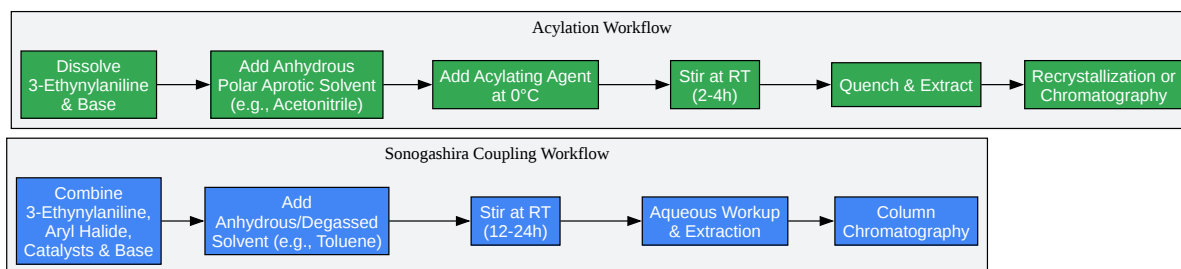 Acylation Workflow
Dissolve
3-Ethynylaniline
& Base
Add Anhydrous
Polar Aprotic Solvent
(e.g., Acetonitrile)
Add Acylating Agent
at 0°C
Stir at RT
(2-4h)
Quench & Extract
Recrystallization or
Chromatography
Sonogashira Coupling Workflow
Combine
3-Ethynylaniline,
Aryl Halide,
Catalysts & Base
Add
Anhydrous/Degassed
Solvent (e.g., Toluene)
Stir at RT
(12-24h)
Aqueous Workup
& Extraction
Column
Chromatography